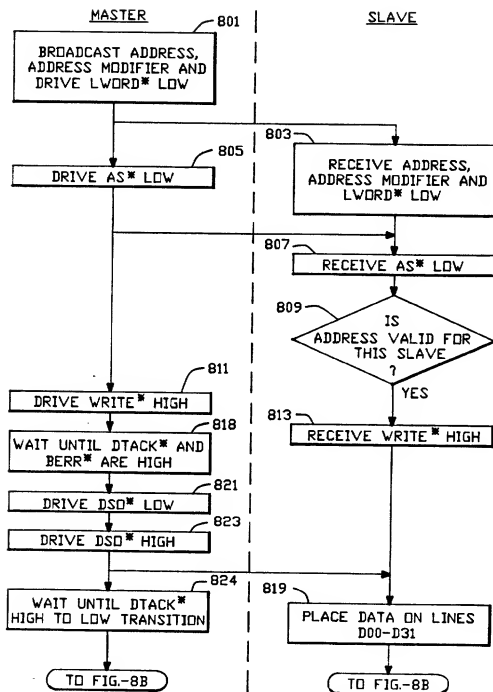 MASTER
SLAVE
801
BROADCAST ADDRESS,
ADDRESS MODIFIER AND
DRIVE LWORD* LOW
803
805
DRIVE AS* LOW
RECEIVE ADDRESS,
ADDRESS MODIFIER AND
LWORD* LOW
807
RECEIVE AS* LOW
809
IS
ADDRESS VALID FOR
THIS SLAVE
?
YES
811
DRIVE WRITE* HIGH
818
813
WAIT UNTIL DTACK* AND
BERR* ARE HIGH
RECEIVE WRITE* HIGH
821
DRIVE DS0* LOW
823
DRIVE DS0* HIGH
824
819
WAIT UNTIL DTACK*
HIGH TO LOW TRANSITION
PLACE DATA ON LINES
D00-D31
TO FIG.-8B
TO FIG.-8B